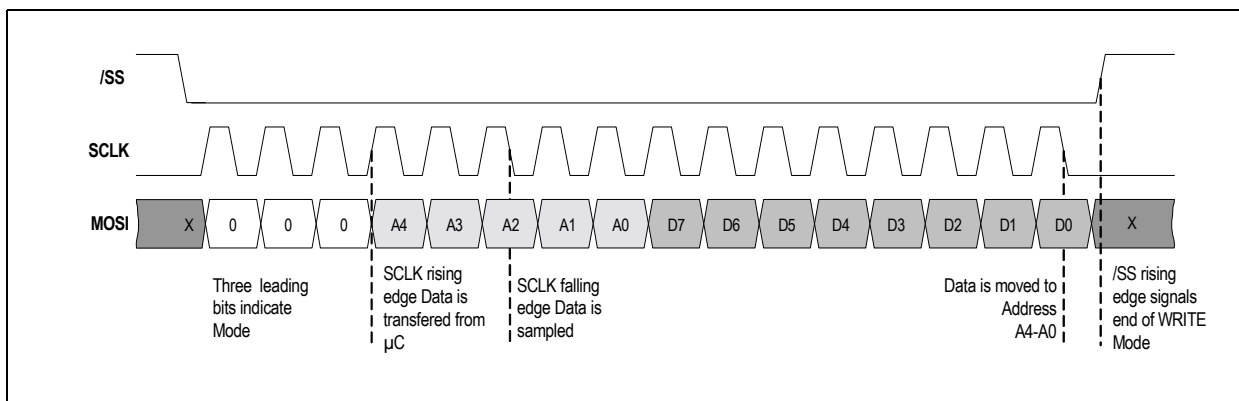 /SS
SCLK
MOSI
X 0 0 0 A4 A3 A2 A1 A0 D7 D6 D5 D4 D3 D2 D1 D0 X
Three leading
bits indicate
Mode
SCLK rising
edge Data is
transfered from
µC
SCLK falling
edge Data is
sampled
Data is moved to
Address
A4-A0
/SS rising
edge signals
end of WRITE
Mode